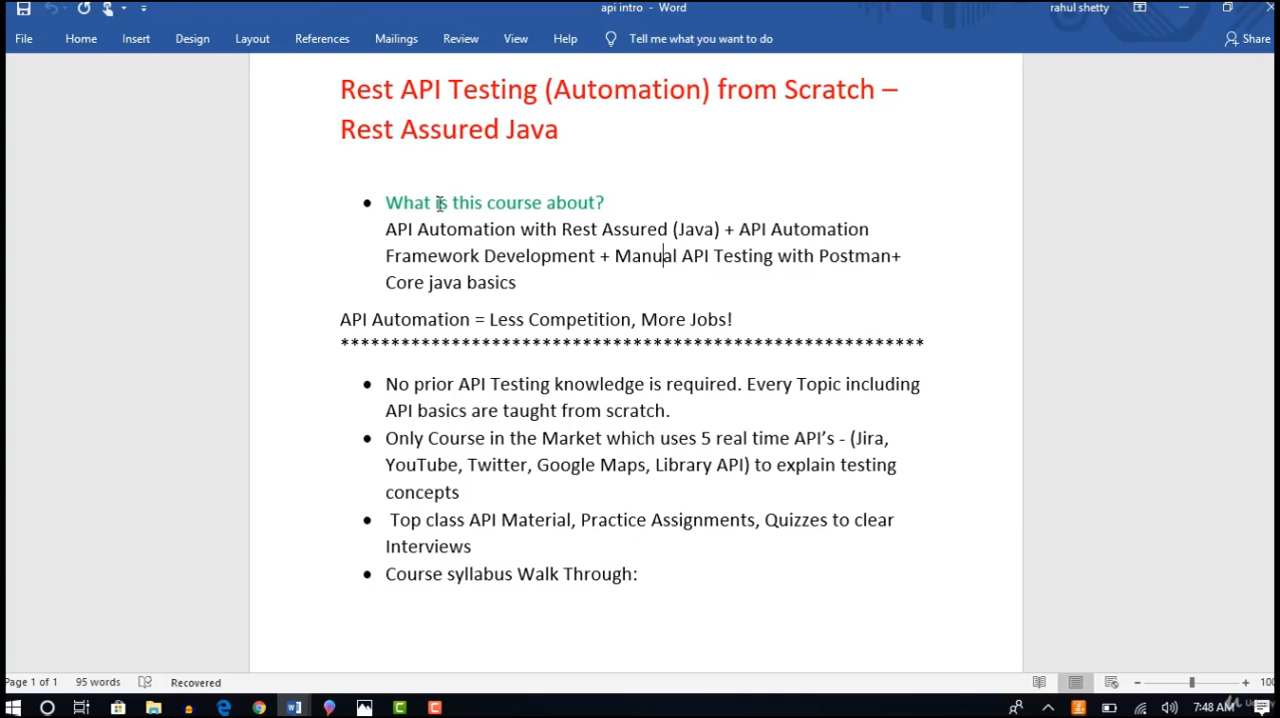 api intro - Word
rahul shetty
File Home Insert Design Layout References Mailings Review View Help Tell me what you want to do Share
Rest API Testing (Automation) from Scratch –
Rest Assured Java
• What is this course about?
API Automation with Rest Assured (Java) + API Automation
Framework Development + Manual API Testing with Postman+
Core java basics
API Automation = Less Competition, More Jobs!
**********************************************************
• No prior API Testing knowledge is required. Every Topic including
API basics are taught from scratch.
• Only Course in the Market which uses 5 real time API’s - (Jira,
YouTube, Twitter, Google Maps, Library API) to explain testing
concepts
• Top class API Material, Practice Assignments, Quizzes to clear
Interviews
• Course syllabus Walk Through:
Page 1 of 1 95 words Recovered 100
7:48 AM